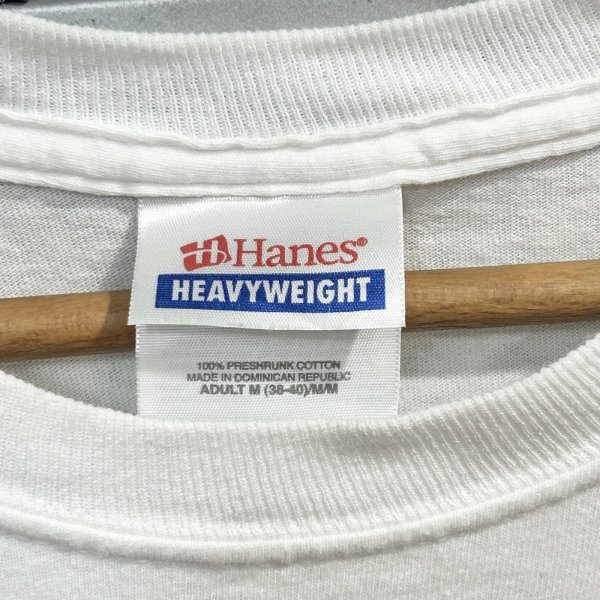 Hanes®
HEAVYWEIGHT
100% PRESHRUNK COTTON
MADE IN DOMINICAN REPUBLIC
ADULT M (38-40)/M/M